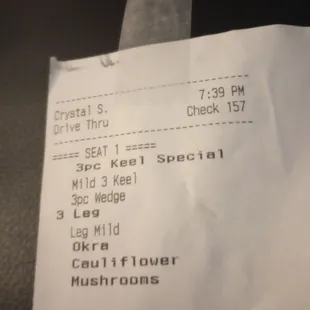 Crystal S. 7:39 PM
Drive Thru Check 157
===== SEAT 1 =====
3pc Keel Special
Mild 3 Keel
3pc Wedge
3 Leg
Leg Mild
Okra
Cauliflower
Mushrooms